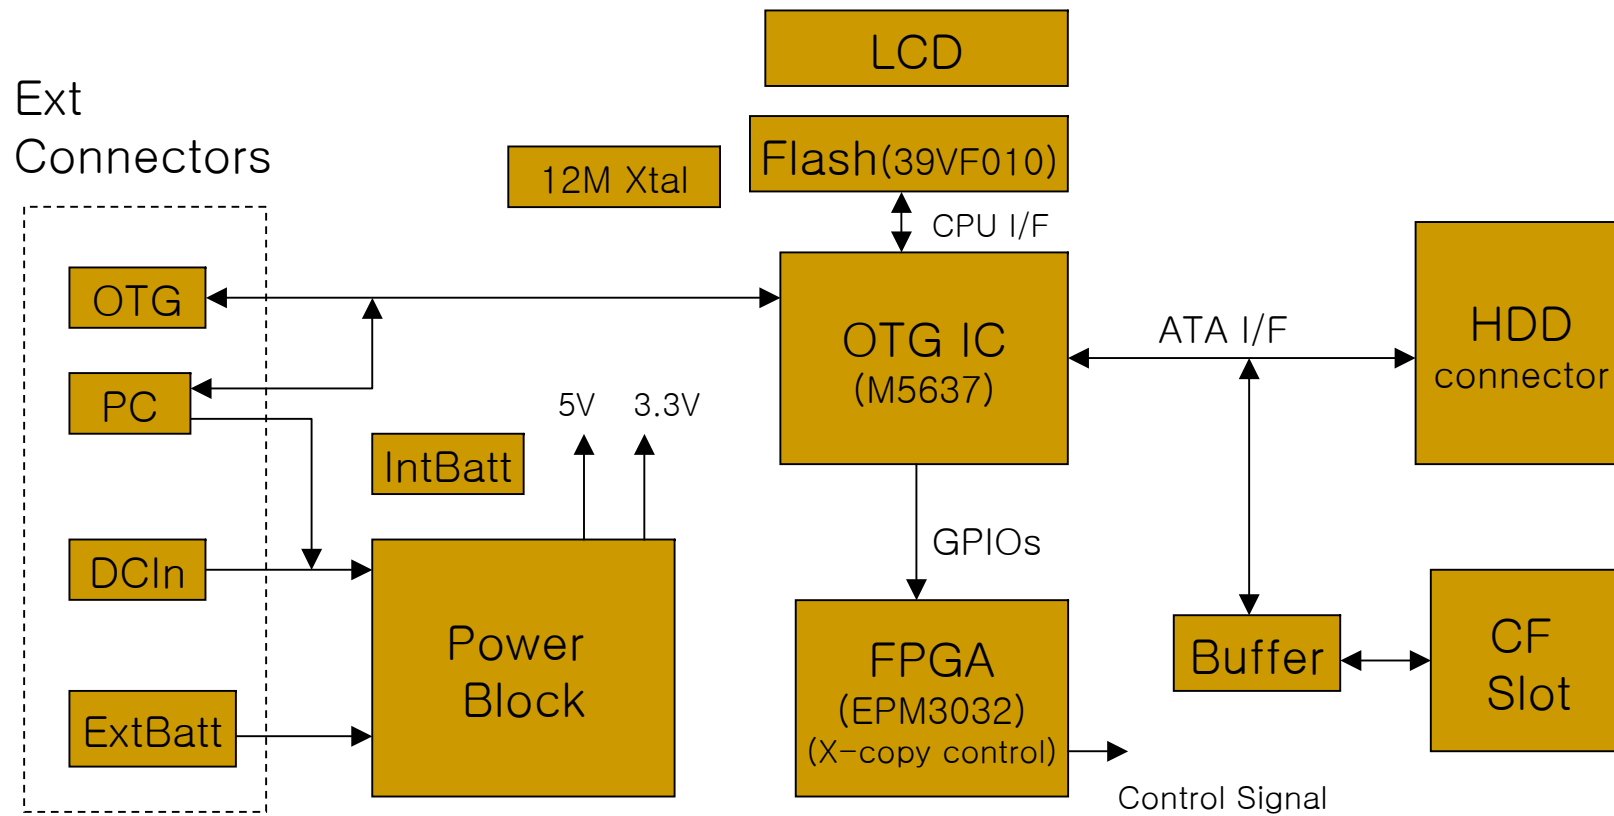 LCD
Ext
Connectors
Flash(39VF010)
12M Xtal
CPU I/F
OTG
OTG IC
(M5637)
ATA I/F
HDD
connector
PC
5V
3.3V
IntBatt
GPIOs
DCIn
Power
Block
FPGA
(EPM3032)
(X-copy control)
Buffer
CF
Slot
ExtBatt
Control Signal